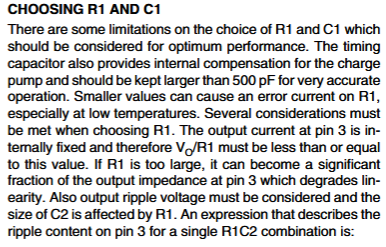 CHOOSING R1 AND C1
There are some limitations on the choice of R1 and C1 which
should be considered for optimum performance. The timing
capacitor also provides internal compensation for the charge
pump and should be kept larger than 500 pF for very accurate
operation. Smaller values can cause an error current on R1,
especially at low temperatures. Several considerations must
be met when choosing R1. The output current at pin 3 is in-
ternally fixed and therefore VO/R1 must be less than or equal
to this value. If R1 is too large, it can become a significant
fraction of the output impedance at pin 3 which degrades lin-
earity. Also output ripple voltage must be considered and the
size of C2 is affected by R1. An expression that describes the
ripple content on pin 3 for a single R1C2 combination is: